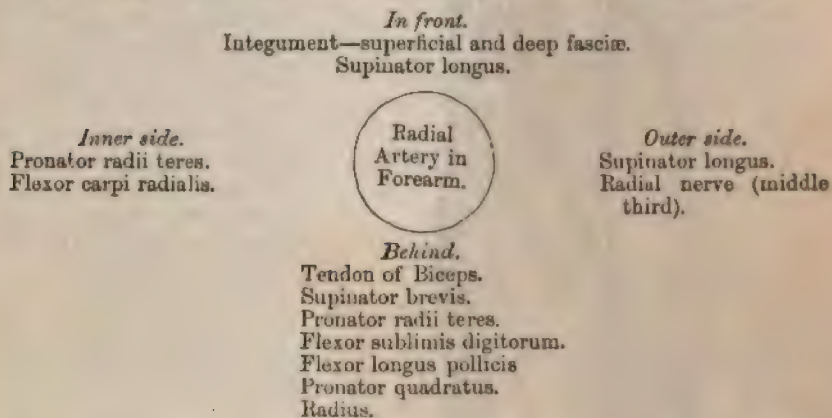 In front.
Integument—superficial and deep fasciæ.
Supinator longus.
Inner side.
Pronator radii teres.
Flexor carpi radialis.
Radial
Artery in
Forearm.
Outer side.
Supinator longus.
Radial nerve (middle
third).
Behind.
Tendon of Biceps.
Supinator brevis.
Pronator radii teres.
Flexor sublimis digitorum.
Flexor longus pollicis
Pronator quadratus.
Radius.